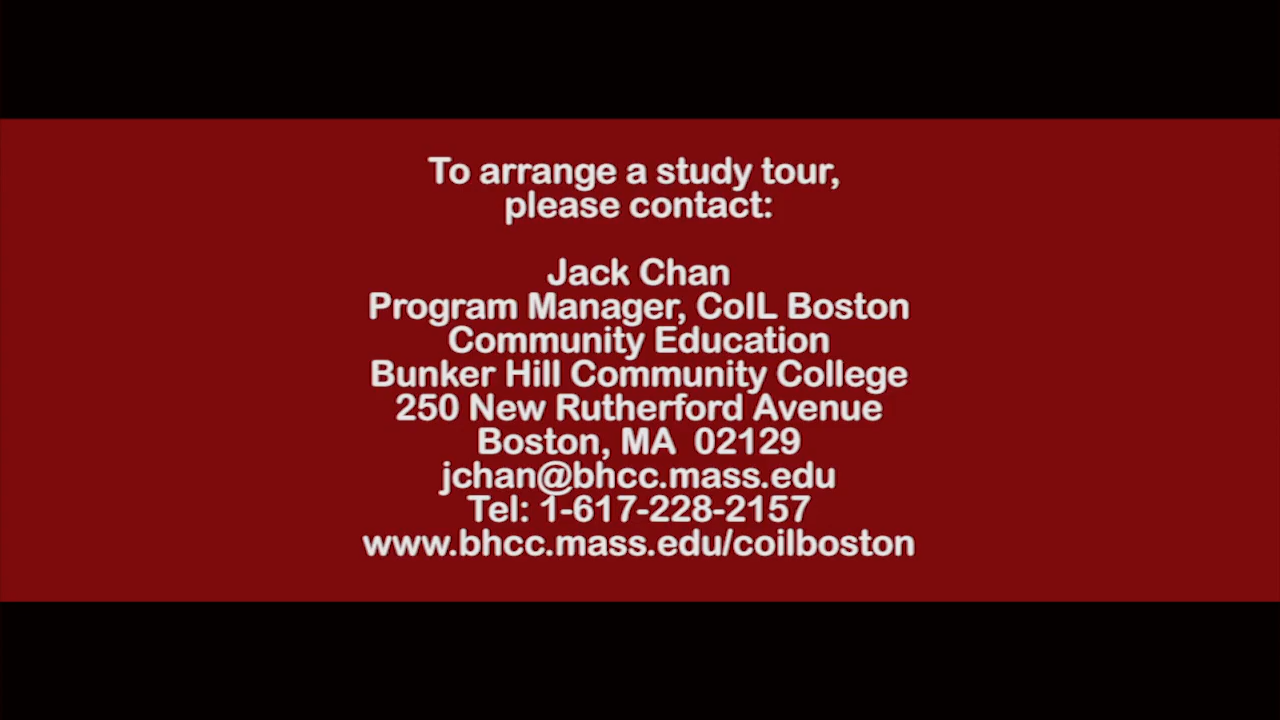 To arrange a study tour,
please contact:
Jack Chan
Program Manager, CoIL Boston
Community Education
Bunker Hill Community College
250 New Rutherford Avenue
Boston, MA  02129
jchan@bhcc.mass.edu
Tel: 1-617-228-2157
www.bhcc.mass.edu/coilboston